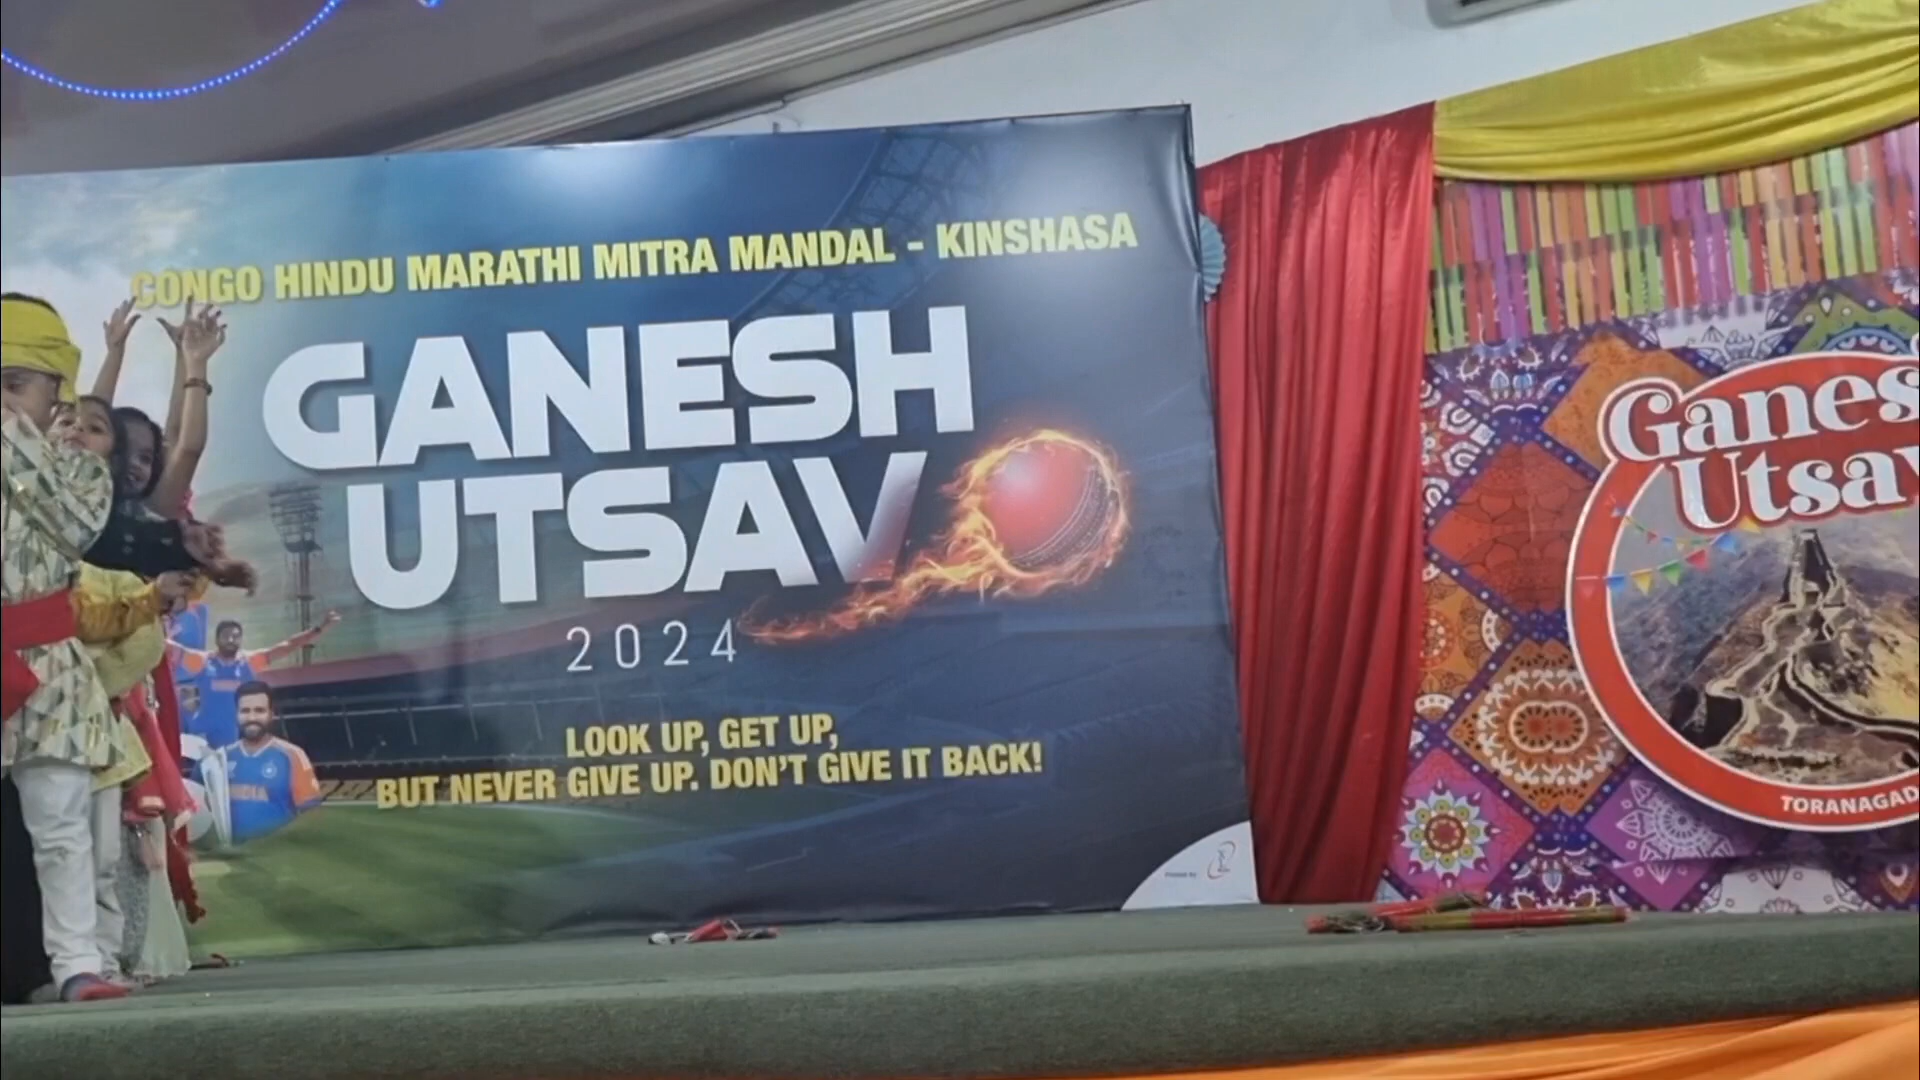 CONGO HINDU MARATHI MITRA MANDAL - KINSHASA
GANESH
UTSAV
2024
LOOK UP, GET UP,
BUT NEVER GIVE UP. DON'T GIVE IT BACK!
INDIA
Ganes
Utsav
TORANAGAD